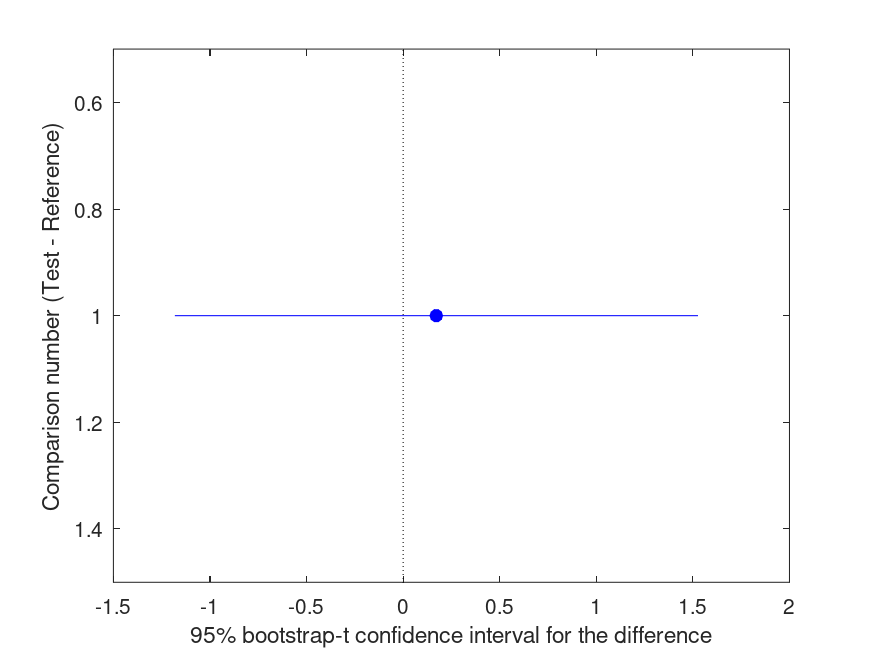 0.6
0.8
1
1.2
1.4
Comparison number (Test - Reference)
-1.5 -1 -0.5 0 0.5 1 1.5 2
95% bootstrap-t confidence interval for the difference